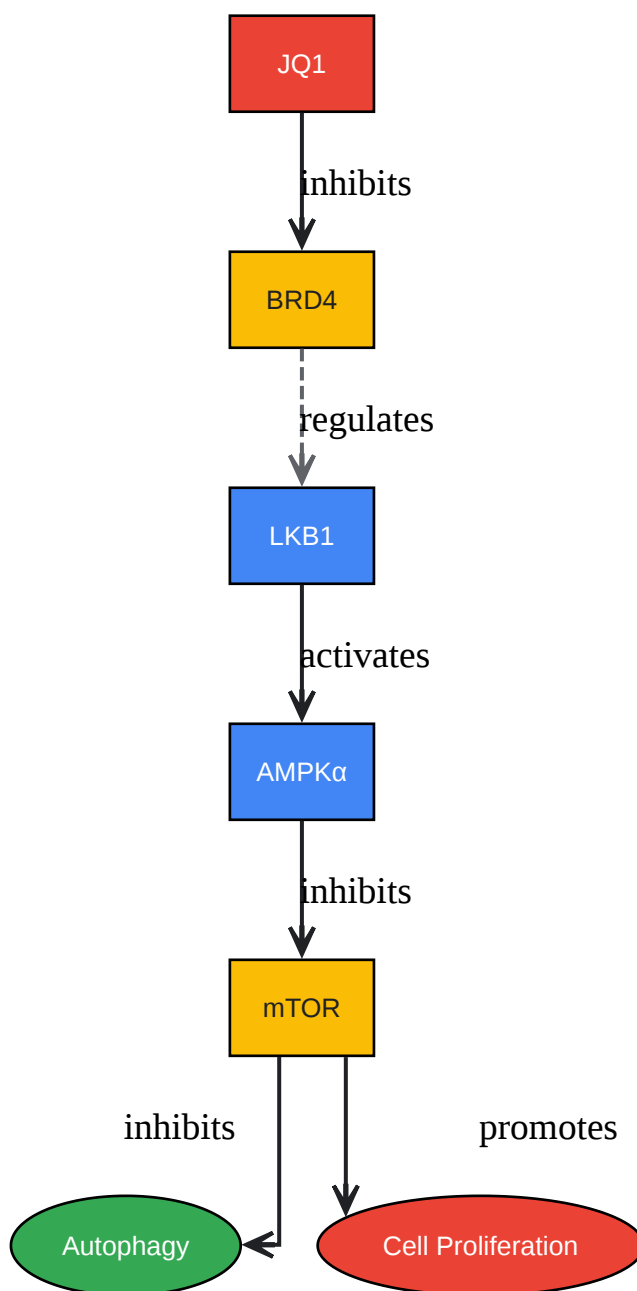 JQ1
inhibits
BRD4
regulates
LKB1
activates
AMPKα
inhibits
mTOR
inhibits
promotes
Autophagy
Cell Proliferation